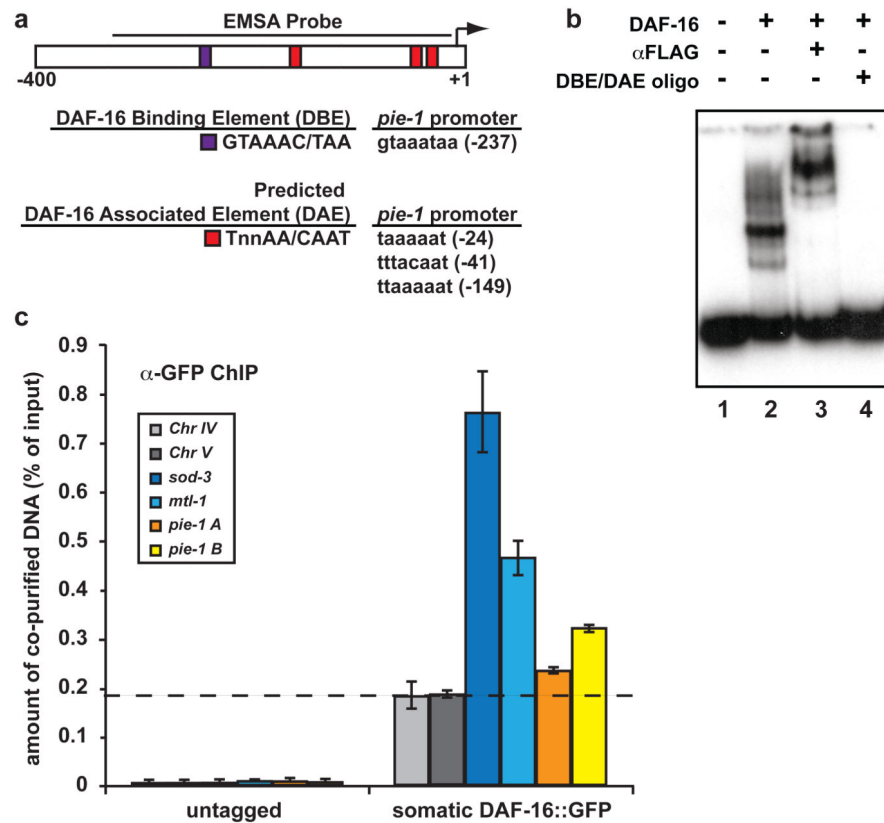 a
EMSA Probe
-400
+1
DAF-16 Binding Element (DBE) pie-1 promoter
GTAAAC/TAA gtaaataa (-237)
Predicted
DAF-16 Associated Element (DAE) pie-1 promoter
TnnAA/CAAT taaaaat (-24)
tttacaat (-41)
ttaaaaat (-149)
b
DAF-16 - + + +
αFLAG - - + -
DBE/DAE oligo - - - +
1 2 3 4
c
α-GFP ChIP
Chr IV
Chr V
sod-3
mtl-1
pie-1 A
pie-1 B
amount of co-purified DNA (% of input)
0.9
0.8
0.7
0.6
0.5
0.4
0.3
0.2
0.1
0
untagged
somatic DAF-16::GFP